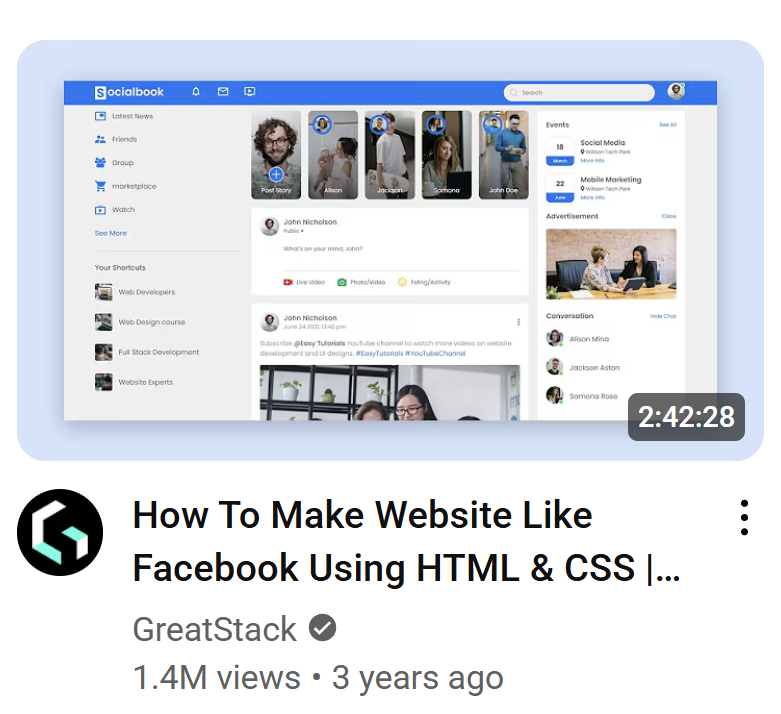 Socialbook
Search
Latest News
Friends
Group
marketplace
Watch
See More
Your Shortcuts
Web Developers
Web Design course
Full Stack Development
Website Experts
Post Story
Alison
Jackson
Samona
John Doe
John Nicholson
Public
What's on your mind, John?
Live Video
Photo/Video
Feling/Activity
John Nicholson
June 24 2021, 13:42 pm
Subscribe @Easy Tutorials YouTube channel to watch more videos on website
development and UI designs. #EasyTutorials #YouTubeChannel
Events
See All
18
March
Social Media
Willson Tech Park
More Info
22
June
Mobile Marketing
Willson Tech Park
More Info
Advertisement
Close
Conversation
Hide Chat
Alison Mina
Jackson Aston
Samona Rose
2:42:28
How To Make Website Like
Facebook Using HTML & CSS |...
GreatStack
1.4M views • 3 years ago